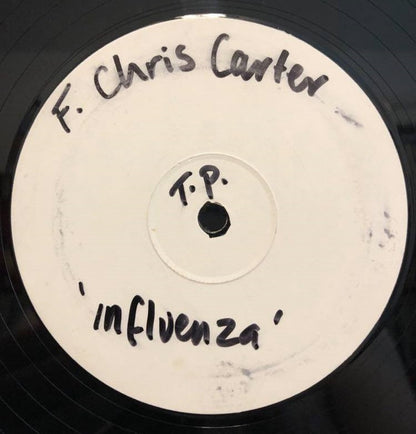 F. Chris Carter
T.P.
'influenza'